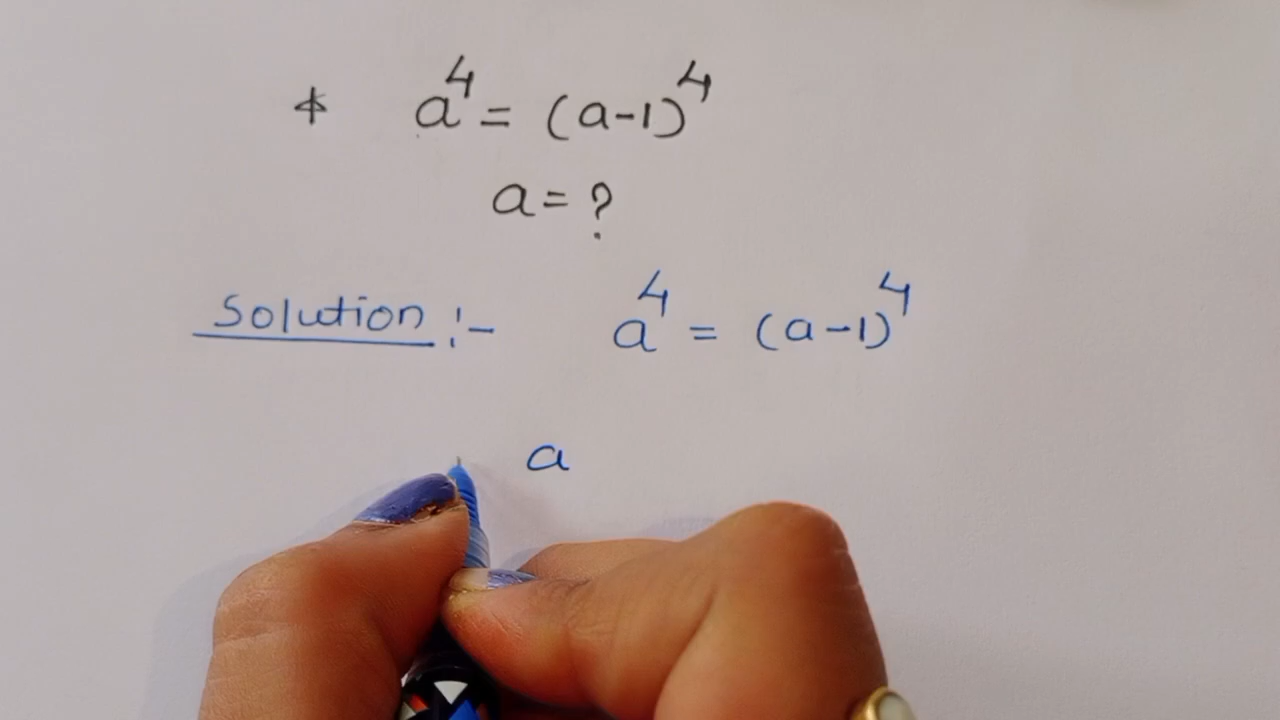 * a⁴ = (a-1)⁴
a = ?
Solution :- a⁴ = (a-1)⁴
a